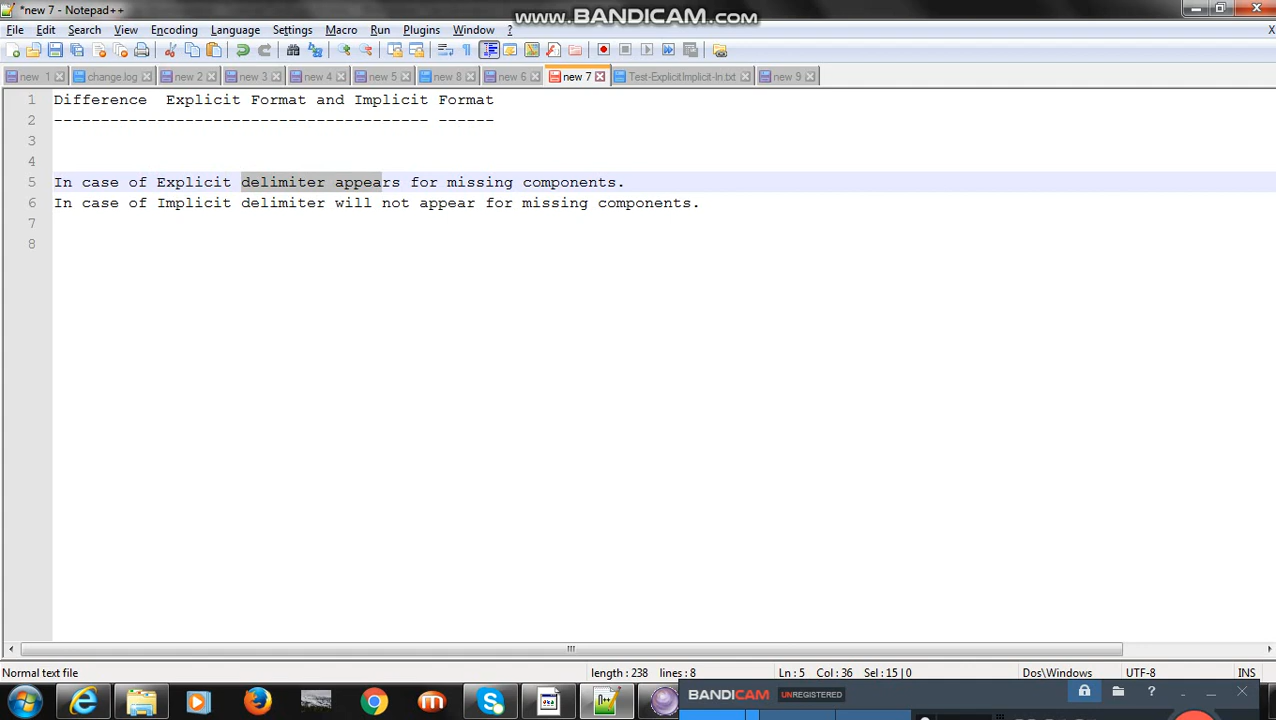 *new 7 - Notepad++
www.BANDICAM.com
File Edit Search View Encoding Language Settings Macro Run Plugins Window ? X
new 1 change.log new 2 new 3 new 4 new 5 new 8 new 6 new 7 Test-ExplicitImplicit-In.txt new 9
1 Difference  Explicit Format and Implicit Format
2 ---------------------------------------- ------
3
4
5 In case of Explicit delimiter appears for missing components.
6 In case of Implicit delimiter will not appear for missing components.
7
8
Normal text file length : 238 lines : 8 Ln : 5 Col : 36 Sel : 15 | 0 Dos\Windows UTF-8 INS
BANDICAM UNREGISTERED